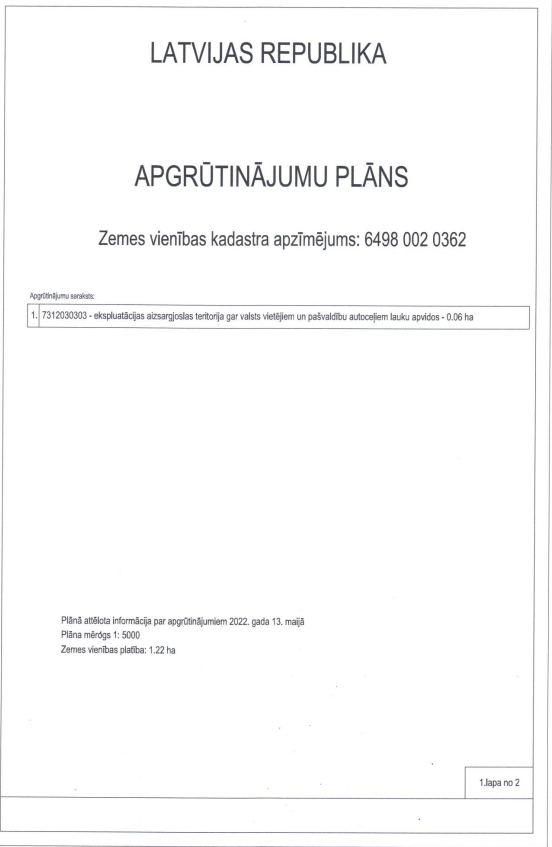 LATVIJAS REPUBLIKA
APGRŪTINĀJUMU PLĀNS
Zemes vienības kadastra apzīmējums: 6498 002 0362
Apgrūtinājumu saraksts:
1. 7312030303 - ekspluatācijas aizsargjoslas teritorija gar valsts vietējiem un pašvaldību autoceļiem lauku apvidos - 0.06 ha
Plānā attēlota informācija par apgrūtinājumiem 2022. gada 13. maijā
Plāna mērogs 1: 5000
Zemes vienības platība: 1.22 ha
1.lapa no 2